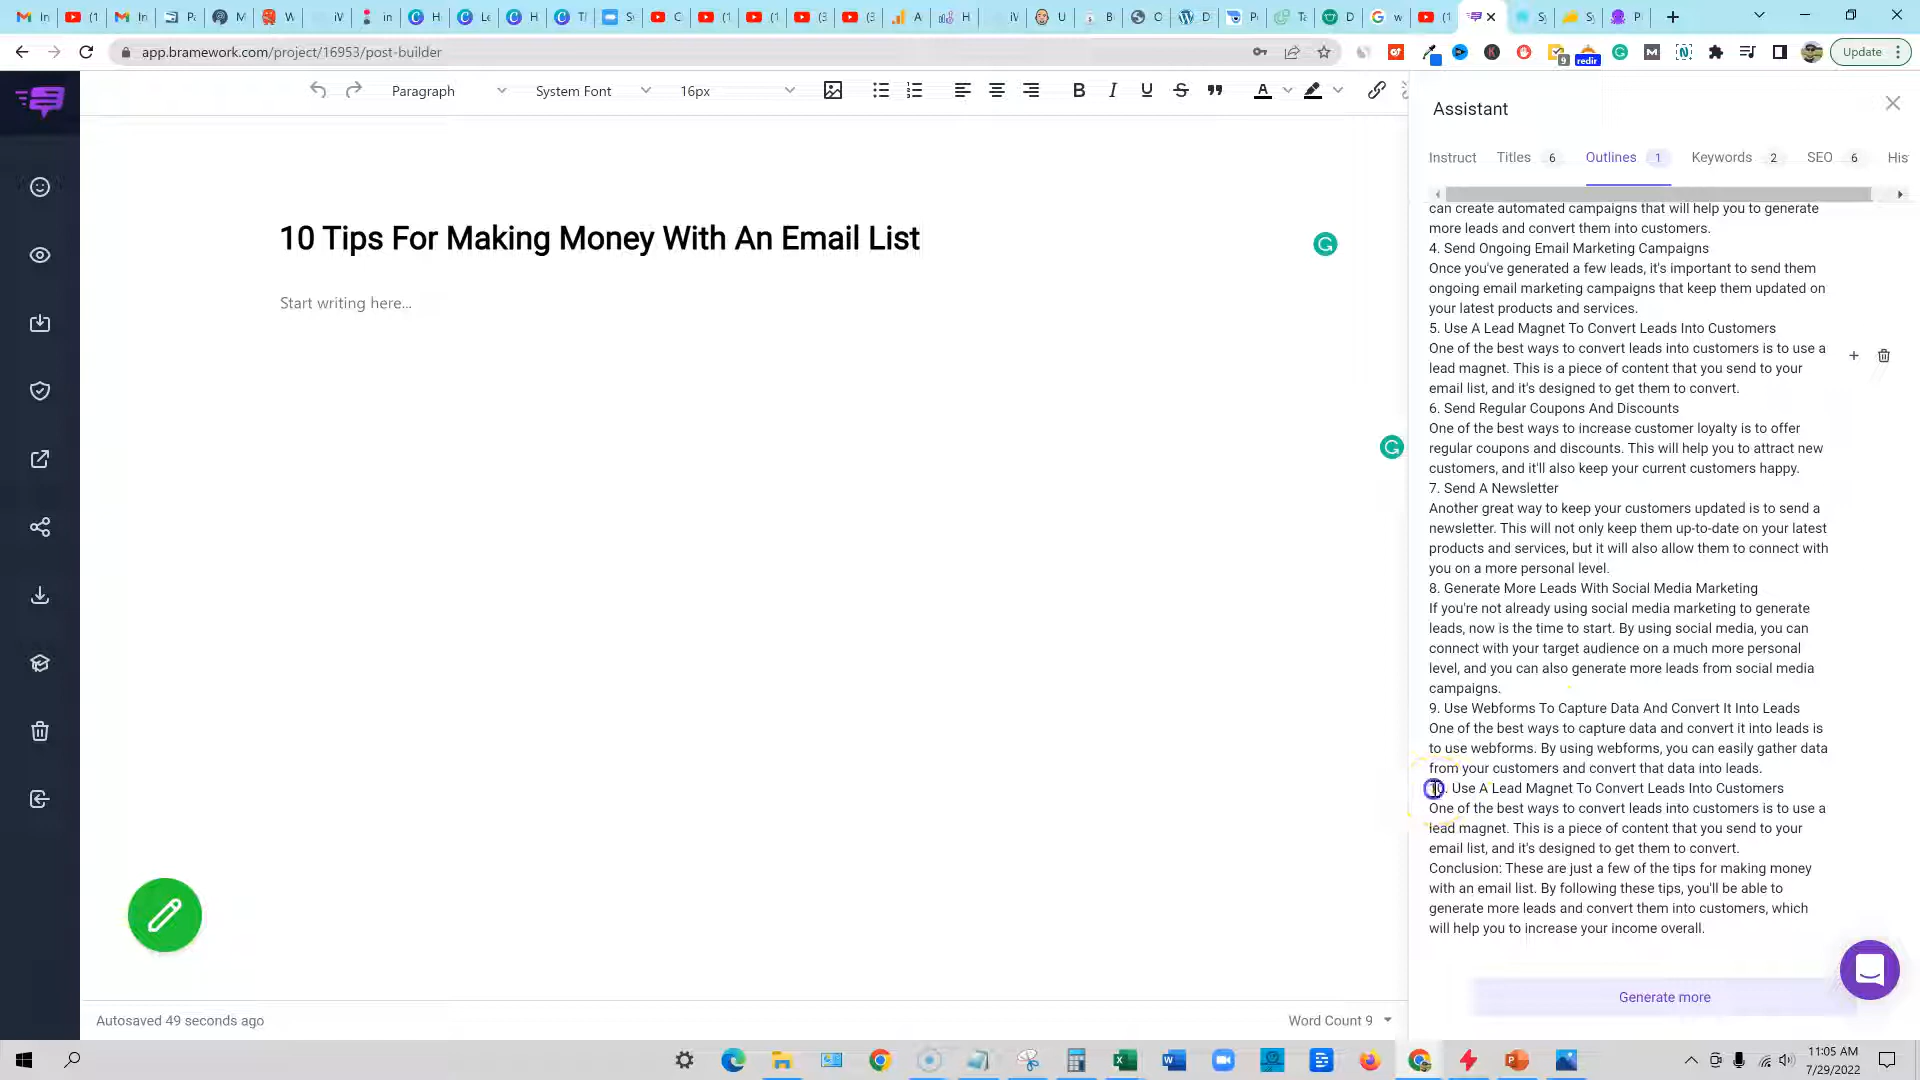 app.bramework.com/project/16953/post-builder
Update
9
redir
Paragraph
System Font
16px
10 Tips For Making Money With An Email List
Start writing here...
Autosaved 49 seconds ago
Word Count 9
Assistant
Instruct Titles 6 Outlines 1 Keywords 2 SEO 6 His
can create automated campaigns that will help you to generate
more leads and convert them into customers.
4. Send Ongoing Email Marketing Campaigns
Once you've generated a few leads, it's important to send them
ongoing email marketing campaigns that keep them updated on
your latest products and services.
5. Use A Lead Magnet To Convert Leads Into Customers
One of the best ways to convert leads into customers is to use a
lead magnet. This is a piece of content that you send to your
email list, and it's designed to get them to convert.
6. Send Regular Coupons And Discounts
One of the best ways to increase customer loyalty is to offer
regular coupons and discounts. This will help you to attract new
customers, and it'll also keep your current customers happy.
7. Send A Newsletter
Another great way to keep your customers updated is to send a
newsletter. This will not only keep them up-to-date on your latest
products and services, but it will also allow them to connect with
you on a more personal level.
8. Generate More Leads With Social Media Marketing
If you're not already using social media marketing to generate
leads, now is the time to start. By using social media, you can
connect with your target audience on a much more personal
level, and you can also generate more leads from social media
campaigns.
9. Use Webforms To Capture Data And Convert It Into Leads
One of the best ways to capture data and convert it into leads is
to use webforms. By using webforms, you can easily gather data
from your customers and convert that data into leads.
10. Use A Lead Magnet To Convert Leads Into Customers
One of the best ways to convert leads into customers is to use a
lead magnet. This is a piece of content that you send to your
email list, and it's designed to get them to convert.
Conclusion: These are just a few of the tips for making money
with an email list. By following these tips, you'll be able to
generate more leads and convert them into customers, which
will help you to increase your income overall.
Generate more
11:05 AM
7/29/2022